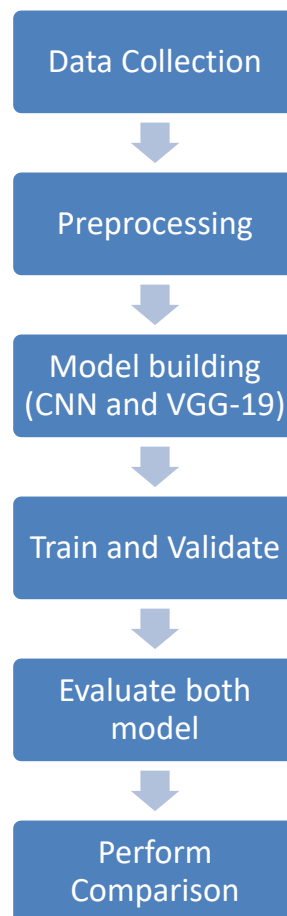 Data Collection
Preprocessing
Model building
(CNN and VGG-19)
Train and Validate
Evaluate both
model
Perform
Comparison